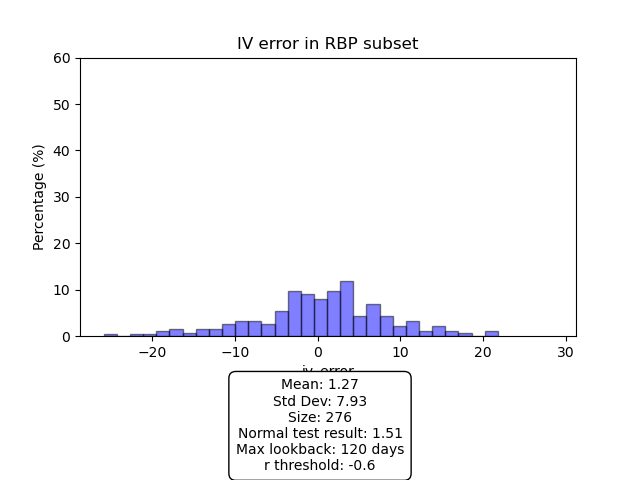 IV error in RBP subset
Percentage (%)
60
50
40
30
20
10
0
−20
−10
0
10
20
30
iv_error
Mean: 1.27
Std Dev: 7.93
Size: 276
Normal test result: 1.51
Max lookback: 120 days
r threshold: -0.6